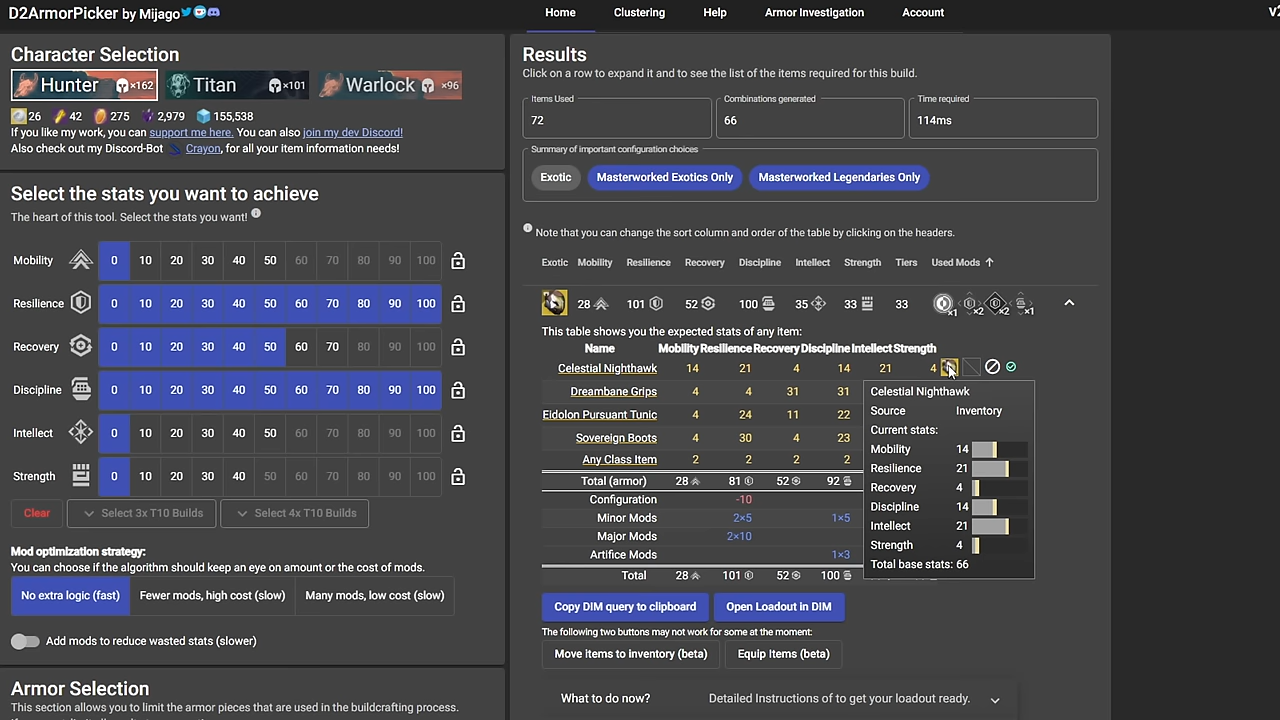 D2ArmorPicker by Mijago
Home
Clustering
Help
Armor Investigation
Account
V2
Character Selection
Hunter ×162
Titan ×101
Warlock ×96
26 42 275 2,979 155,538
If you like my work, you can support me here. You can also join my dev Discord!
Also check out my Discord-Bot Crayon, for all your item information needs!
Select the stats you want to achieve
The heart of this tool. Select the stats you want!
Mobility 0 10 20 30 40 50 60 70 80 90 100
Resilience 0 10 20 30 40 50 60 70 80 90 100
Recovery 0 10 20 30 40 50 60 70 80 90 100
Discipline 0 10 20 30 40 50 60 70 80 90 100
Intellect 0 10 20 30 40 50 60 70 80 90 100
Strength 0 10 20 30 40 50 60 70 80 90 100
Clear
Select 3x T10 Builds
Select 4x T10 Builds
Mod optimization strategy:
You can choose if the algorithm should keep an eye on amount or the cost of mods.
No extra logic (fast)
Fewer mods, high cost (slow)
Many mods, low cost (slow)
Add mods to reduce wasted stats (slower)
Armor Selection
This section allows you to limit the armor pieces that are used in the buildcrafting process.
Results
Click on a row to expand it and to see the list of the items required for this build.
Items Used
72
Combinations generated
66
Time required
114ms
Summary of important configuration choices
Exotic
Masterworked Exotics Only
Masterworked Legendaries Only
Note that you can change the sort column and order of the table by clicking on the headers.
Exotic Mobility Resilience Recovery Discipline Intellect Strength Tiers Used Mods
28 101 52 100 35 33 33 ×1 ×2 ×2 ×1
This table shows you the expected stats of any item:
Name Mobility Resilience Recovery Discipline Intellect Strength
Celestial Nighthawk 14 21 4 14 21 4
Dreambane Grips 4 4 31 31
Eidolon Pursuant Tunic 4 24 11 22
Sovereign Boots 4 30 4 23
Any Class Item 2 2 2 2
Total (armor) 28 81 52 92
Configuration -10
Minor Mods 2×5 1×5
Major Mods 2×10
Artifice Mods 1×3
Total 28 101 52 100
Celestial Nighthawk
Source Inventory
Current stats:
Mobility 14
Resilience 21
Recovery 4
Discipline 14
Intellect 21
Strength 4
Total base stats: 66
Copy DIM query to clipboard
Open Loadout in DIM
The following two buttons may not work for some at the moment:
Move items to inventory (beta)
Equip Items (beta)
What to do now?
Detailed Instructions of to get your loadout ready.